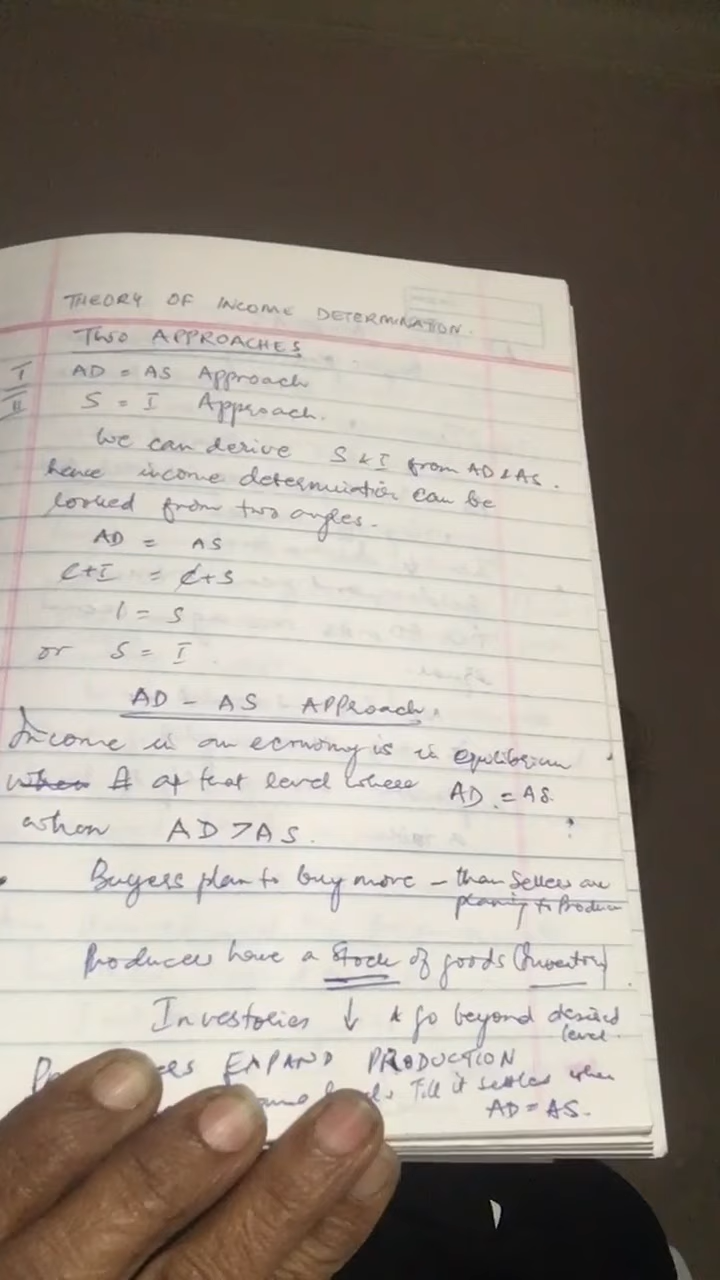 THEORY OF INCOME DETERMINATION.
TWO APPROACHES
I AD = AS Approach
II S = I Approach.
We can derive S & I from AD & AS.
hence income determination can be
looked from two angles.
AD = AS
C+I = C+S
I = S
or S = I
AD - AS APProach.
Income in an economy is in equilibrium
when It at that level where AD = AS.
when AD > AS.
?
Buyers plan to buy more - than Sellers are
planing to Produce
Producers have a Stock of goods (Inventory)
Inventories ↓ & go beyond desired
level.
EXPAND PRODUCTION
Till it settles when
AD = AS.